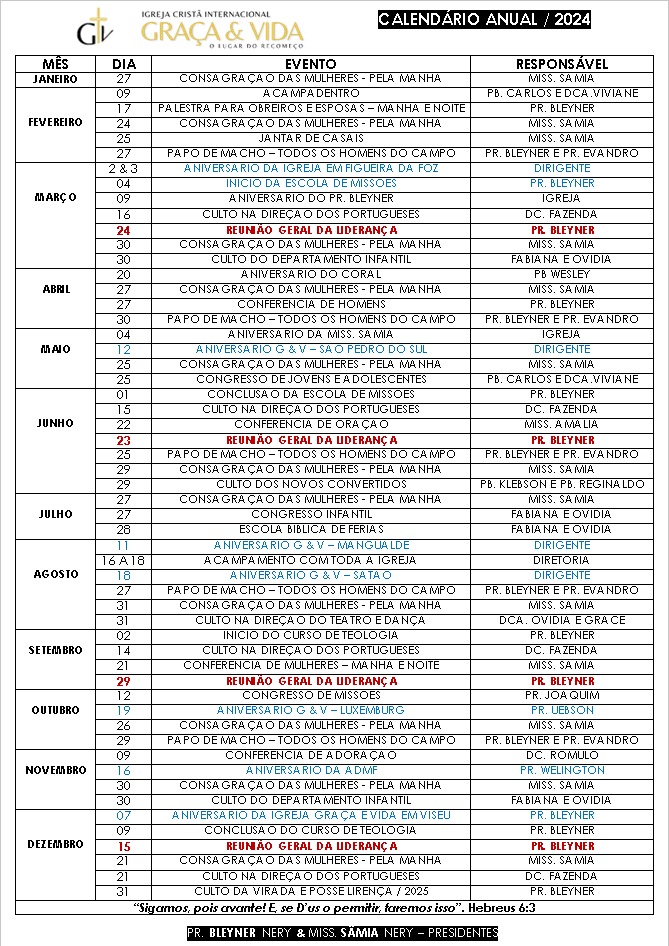 IGREJA CRISTÃ INTERNACIONAL
GRAÇA & VIDA
O LUGAR DO RECOMEÇO
CALENDÁRIO ANUAL / 2024
MÊS DIA EVENTO RESPONSÁVEL
JANEIRO 27 CONSAGRAÇAO DAS MULHERES - PELA MANHA MISS. SAMIA
FEVEREIRO 09 ACAMPADENTRO PB. CARLOS E DCA.VIVIANE
17 PALESTRA PARA OBREIROS E ESPOSAS – MANHA E NOITE PR. BLEYNER
24 CONSAGRAÇAO DAS MULHERES - PELA MANHA MISS. SAMIA
25 JANTAR DE CASAIS MISS. SAMIA
27 PAPO DE MACHO – TODOS OS HOMENS DO CAMPO PR. BLEYNER E PR. EVANDRO
MARÇO 2 & 3 ANIVERSARIO DA IGREJA EM FIGUEIRA DA FOZ DIRIGENTE
04 INICIO DA ESCOLA DE MISSOES PR. BLEYNER
09 ANIVERSARIO DO PR. BLEYNER IGREJA
16 CULTO NA DIREÇAO DOS PORTUGUESES DC. FAZENDA
24 REUNIÃO GERAL DA LIDERANÇA PR. BLEYNER
30 CONSAGRAÇAO DAS MULHERES - PELA MANHA MISS. SAMIA
30 CULTO DO DEPARTAMENTO INFANTIL FABIANA E OVIDIA
ABRIL 20 ANIVERSARIO DO CORAL PB WESLEY
27 CONSAGRAÇAO DAS MULHERES - PELA MANHA MISS. SAMIA
27 CONFERENCIA DE HOMENS PR. BLEYNER
30 PAPO DE MACHO – TODOS OS HOMENS DO CAMPO PR. BLEYNER E PR. EVANDRO
MAIO 04 ANIVERSARIO DA MISS. SAMIA IGREJA
12 ANIVERSARIO G & V – SAO PEDRO DO SUL DIRIGENTE
25 CONSAGRAÇAO DAS MULHERES - PELA MANHA MISS. SAMIA
25 CONGRESSO DE JOVENS E ADOLESCENTES PB. CARLOS E DCA.VIVIANE
JUNHO 01 CONCLUSAO DA ESCOLA DE MISSOES PR. BLEYNER
15 CULTO NA DIREÇAO DOS PORTUGUESES DC. FAZENDA
22 CONFERENCIA DE ORAÇAO MISS. AMALIA
23 REUNIÃO GERAL DA LIDERANÇA PR. BLEYNER
25 PAPO DE MACHO – TODOS OS HOMENS DO CAMPO PR. BLEYNER E PR. EVANDRO
29 CONSAGRAÇAO DAS MULHERES - PELA MANHA MISS. SAMIA
29 CULTO DOS NOVOS CONVERTIDOS PB. KLEBSON E PB. REGINALDO
JULHO 27 CONSAGRAÇAO DAS MULHERES - PELA MANHA MISS. SAMIA
27 CONGRESSO INFANTIL FABIANA E OVIDIA
28 ESCOLA BIBLICA DE FERIAS FABIANA E OVIDIA
AGOSTO 11 ANIVERSARIO G & V – MANGUALDE DIRIGENTE
16 A 18 ACAMPAMENTO COM TODA A IGREJA DIRETORIA
18 ANIVERSARIO G & V – SATAO DIRIGENTE
27 PAPO DE MACHO – TODOS OS HOMENS DO CAMPO PR. BLEYNER E PR. EVANDRO
31 CONSAGRAÇAO DAS MULHERES - PELA MANHA MISS. SAMIA
31 CULTO NA DIREÇAO DO TEATRO E DANÇA DCA. OVIDIA E GRACE
SETEMBRO 02 INICIO DO CURSO DE TEOLOGIA PR. BLEYNER
14 CULTO NA DIREÇAO DOS PORTUGUESES DC. FAZENDA
21 CONFERENCIA DE MULHERES – MANHA E NOITE MISS. SAMIA
29 REUNIÃO GERAL DA LIDERANÇA PR. BLEYNER
OUTUBRO 12 CONGRESSO DE MISSOES PR. JOAQUIM
19 ANIVERSARIO G & V – LUXEMBURG PR. UEBSON
26 CONSAGRAÇAO DAS MULHERES - PELA MANHA MISS. SAMIA
29 PAPO DE MACHO – TODOS OS HOMENS DO CAMPO PR. BLEYNER E PR. EVANDRO
NOVEMBRO 09 CONFERENCIA DE ADORAÇAO DC. ROMULO
16 ANIVERSARIO DA ADMF PR. WELINGTON
30 CONSAGRAÇAO DAS MULHERES - PELA MANHA MISS. SAMIA
30 CULTO DO DEPARTAMENTO INFANTIL FABIANA E OVIDIA
DEZEMBRO 07 ANIVERSARIO DA IGREJA GRAÇA E VIDA EM VISEU PR. BLEYNER
09 CONCLUSAO DO CURSO DE TEOLOGIA PR. BLEYNER
15 REUNIÃO GERAL DA LIDERANÇA PR. BLEYNER
21 CONSAGRAÇAO DAS MULHERES - PELA MANHA MISS. SAMIA
21 CULTO NA DIREÇAO DOS PORTUGUESES DC. FAZENDA
31 CULTO DA VIRADA E POSSE LIRENÇA / 2025 PR. BLEYNER
“Sigamos, pois avante! E, se D’us o permitir, faremos isso”. Hebreus 6:3
PR. BLEYNER NERY & MISS. SÂMIA NERY – PRESIDENTES